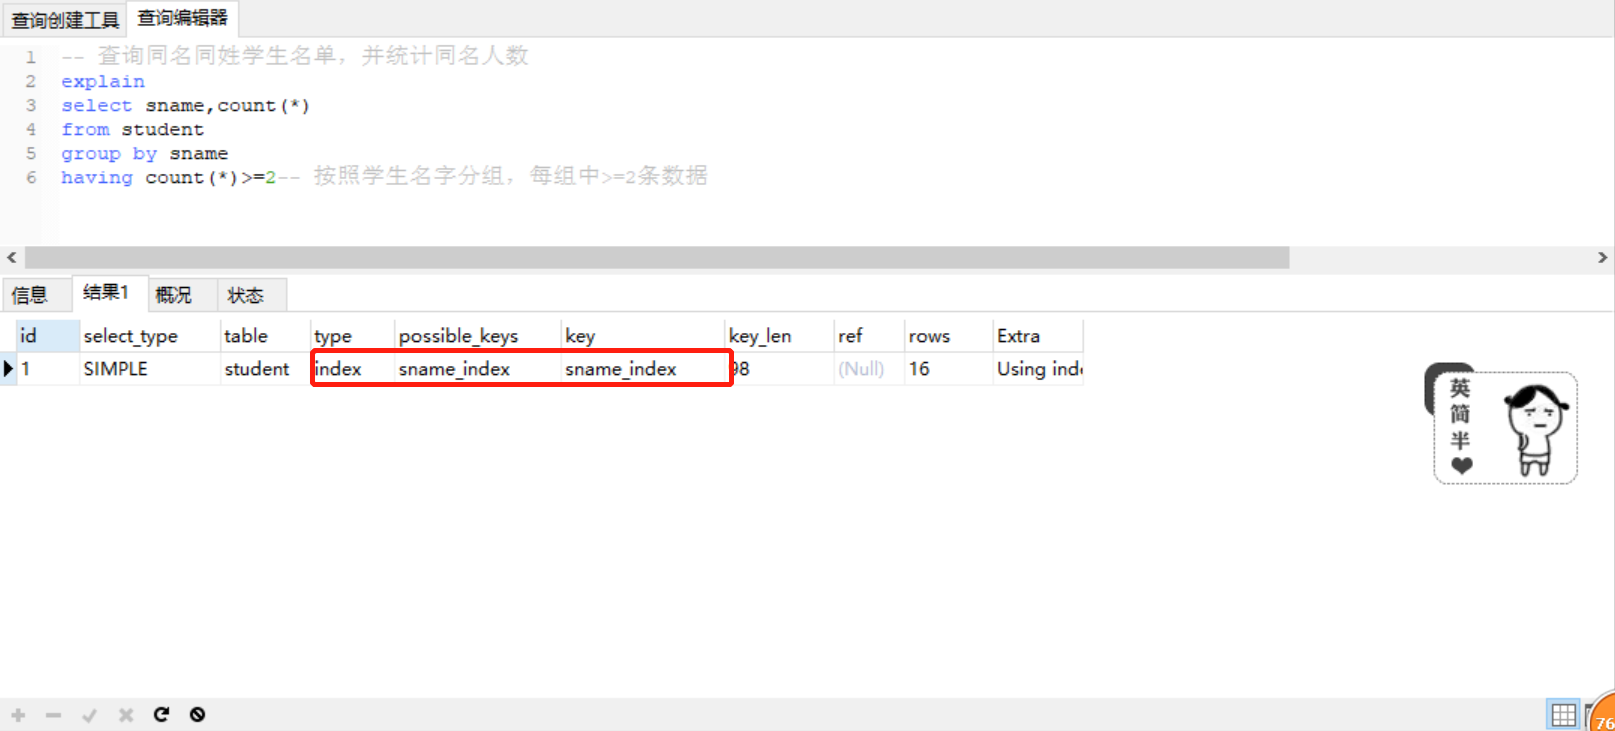 查询创建工具 查询编辑器
1 -- 查询同名同姓学生名单，并统计同名人数
2 explain
3 select sname,count(*)
4 from student
5 group by sname
6 having count(*)>=2-- 按照学生名字分组，每组中>=2条数据
信息 结果1 概况 状态
id select_type table type possible_keys key key_len ref rows Extra
1 SIMPLE student index sname_index sname_index 98 (Null) 16 Using
英
简
半
76